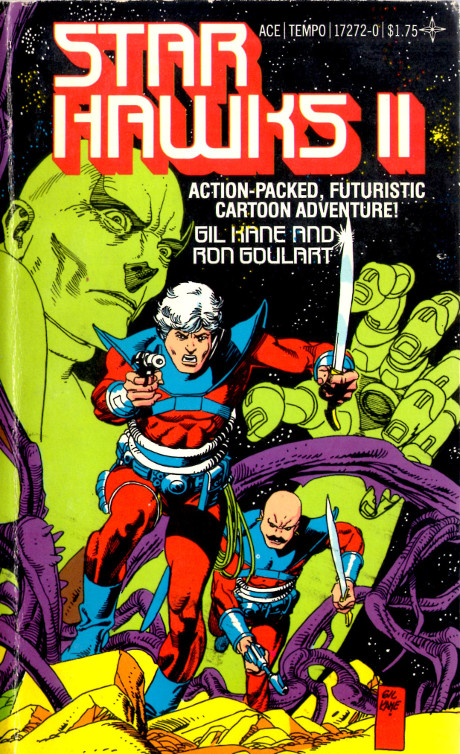 STAR
HAWKS II
ACE | TEMPO | 17272-0 | $1.75
ACTION-PACKED, FUTURISTIC
CARTOON ADVENTURE!
GIL KANE AND
RON GOULART
GIL
KANE